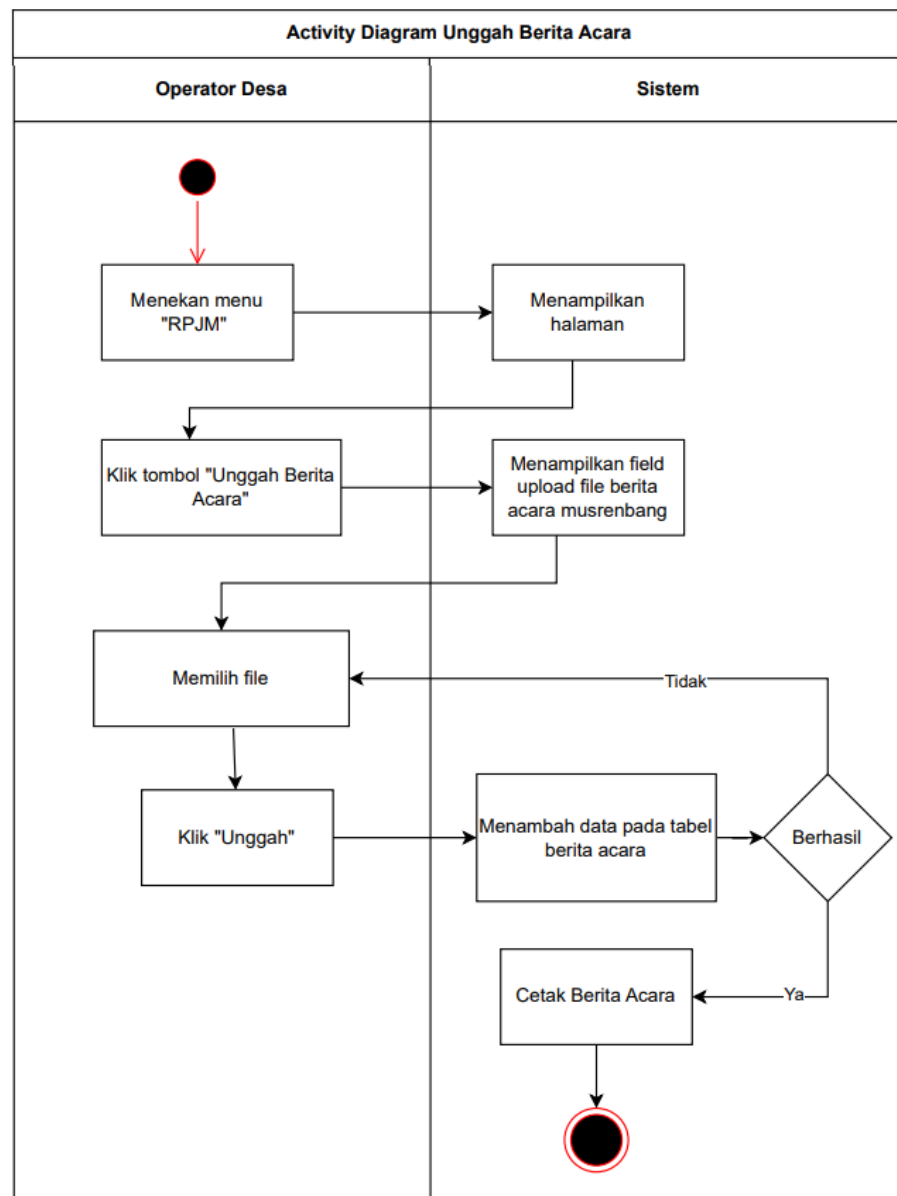 Activity Diagram Unggah Berita Acara
Operator Desa
Sistem
Menekan menu
"RPJM"
Menampilkan
halaman
Klik tombol "Unggah Berita
Acara"
Menampilkan field
upload file berita
acara musrenbang
Memilih file
Tidak
Klik "Unggah"
Menambah data pada tabel
berita acara
Berhasil
Cetak Berita Acara
Ya